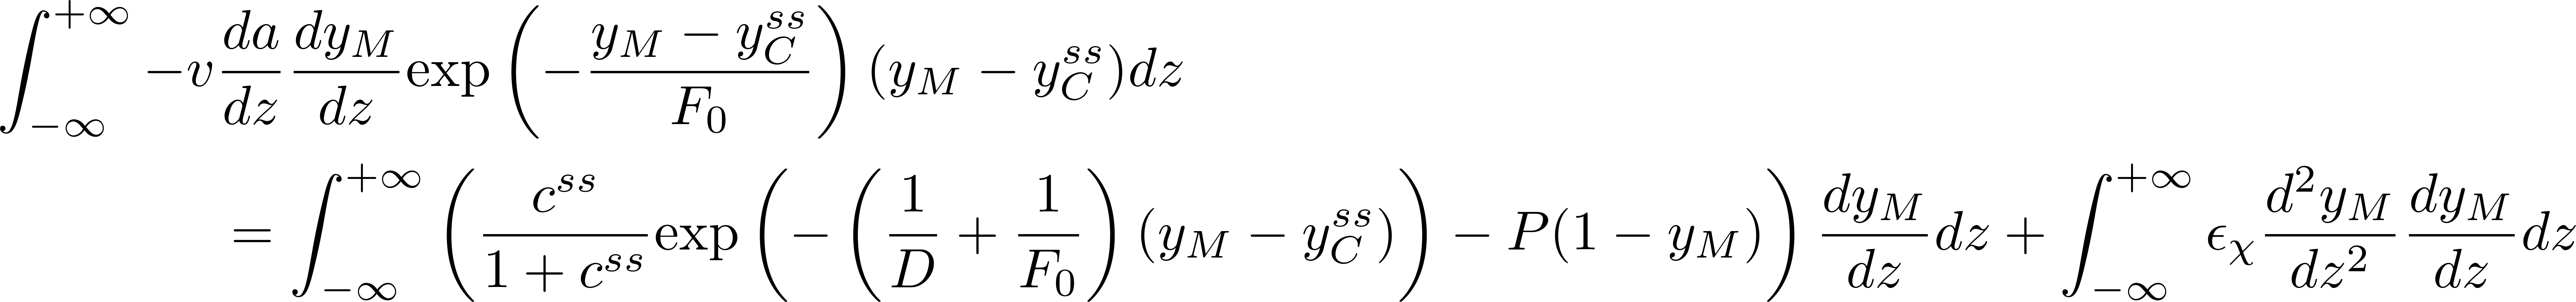 \int_{-\infty}^{+\infty} -v \frac{da}{dz} \frac{dy_M}{dz} \exp\left(-\frac{y_M - y_C^{ss}}{F_0}\right) (y_M - y_C^{ss}) dz
= \int_{-\infty}^{+\infty} \left( \frac{c^{ss}}{1 + c^{ss}} \exp\left(-\left(\frac{1}{D} + \frac{1}{F_0}\right)(y_M - y_C^{ss})\right) - P(1 - y_M) \right) \frac{dy_M}{dz} dz + \int_{-\infty}^{+\infty} \epsilon_\chi \frac{d^2 y_M}{dz^2} \frac{dy_M}{dz} dz